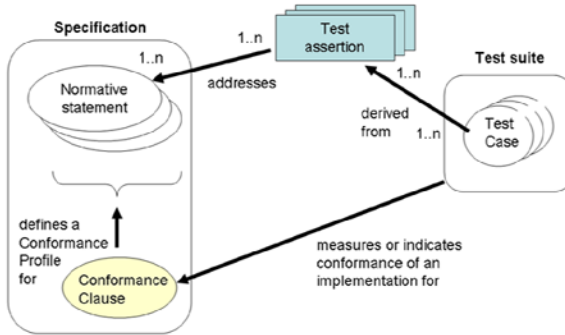 Specification
Test
assertion
1..n
1..n
Normative
statement
addresses
1..n
Test suite
derived
from
1..n
Test
Case
defines a
Conformance
Profile
for
measures or indicates
conformance of an
implementation for
Conformance
Clause